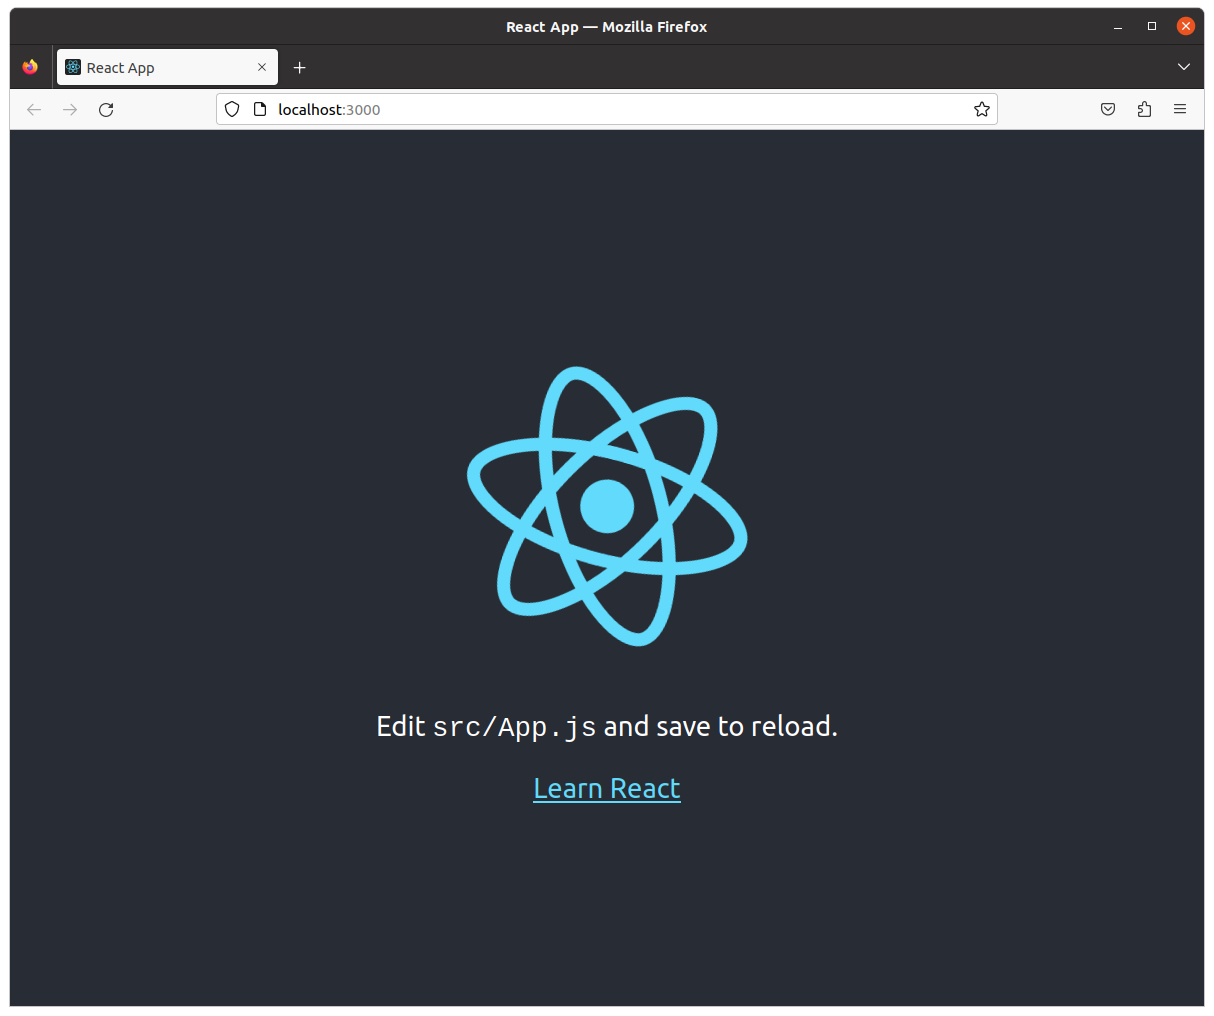 React App — Mozilla Firefox
React App
localhost:3000
Edit src/App.js and save to reload.
Learn React